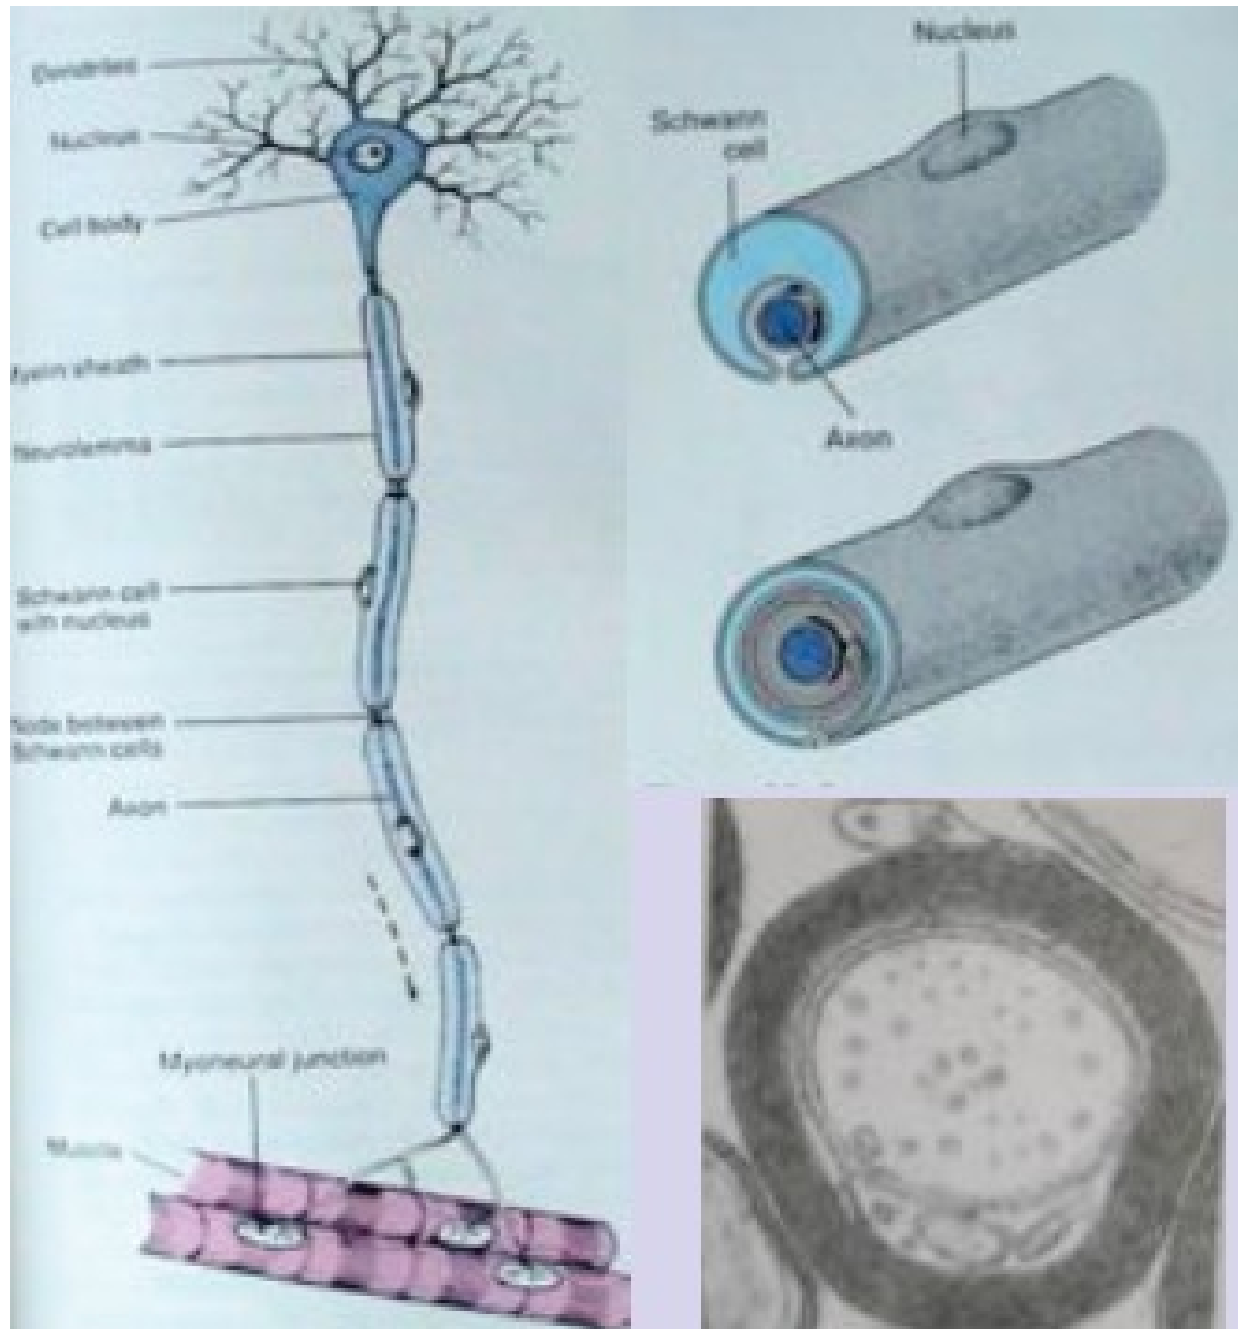 Dendrites
Nucleus
Cell body
Myelin sheath
Neurolemma
Schwann cell
with nucleus
Node between
Schwann cells
Axon
Myoneural junction
Muscle
Nucleus
Schwann
cell
Axon